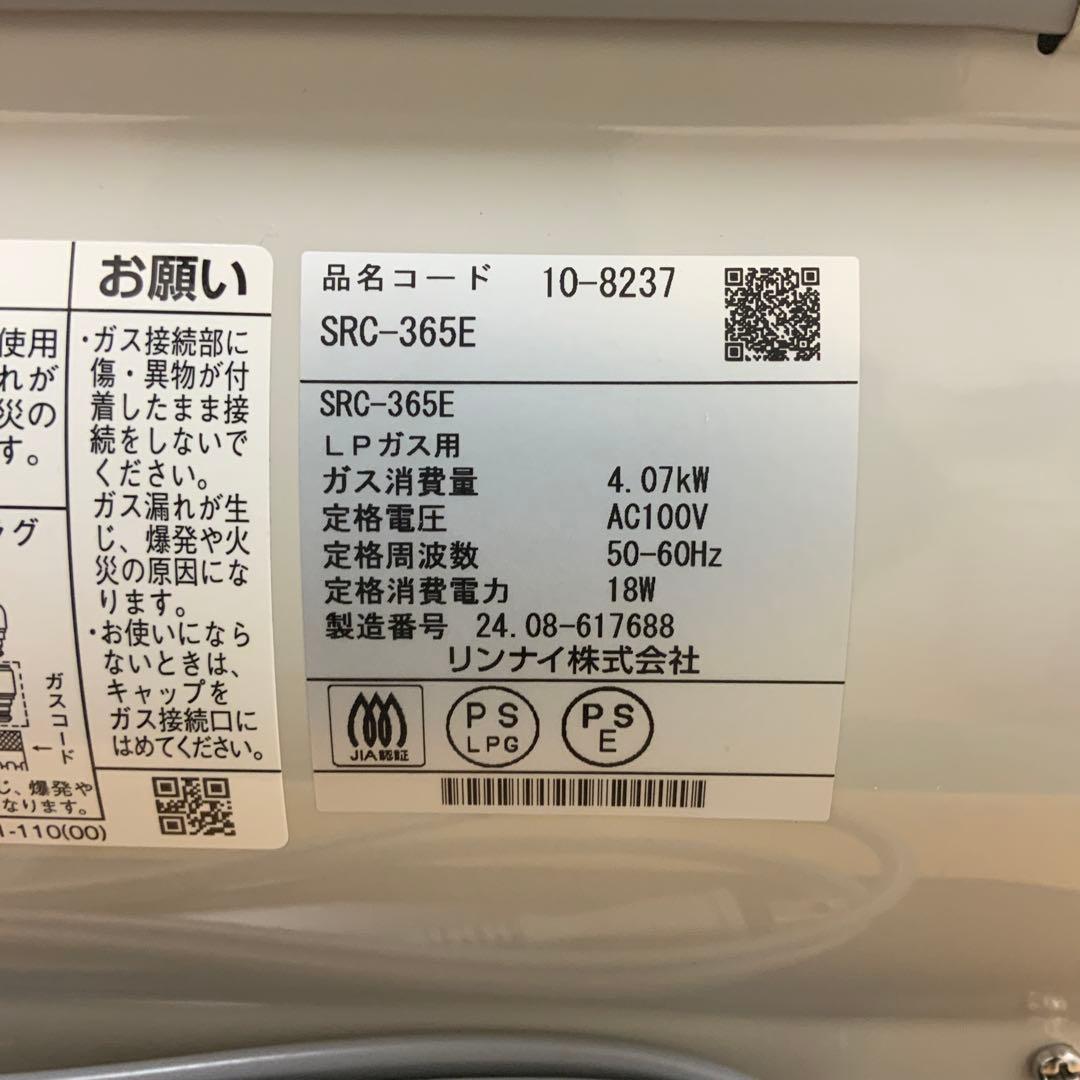 使用
れが
災の
す。
グ
ガスコード
じ、爆発や
なります。
-110(00)
お願い
・ガス接続部に
傷・異物が付
着したまま接
続をしないで
ください。
ガス漏れが生
じ、爆発や火
災の原因にな
ります。
・お使いになら
ないときは、
キャップを
ガス接続口に
はめてください。
品名コード 10-8237
SRC-365E
SRC-365E
LPガス用
ガス消費量 4.07kW
定格電圧 AC100V
定格周波数 50-60Hz
定格消費電力 18W
製造番号 24.08-617688
リンナイ株式会社
JIA認証
PS
LPG
PS
E